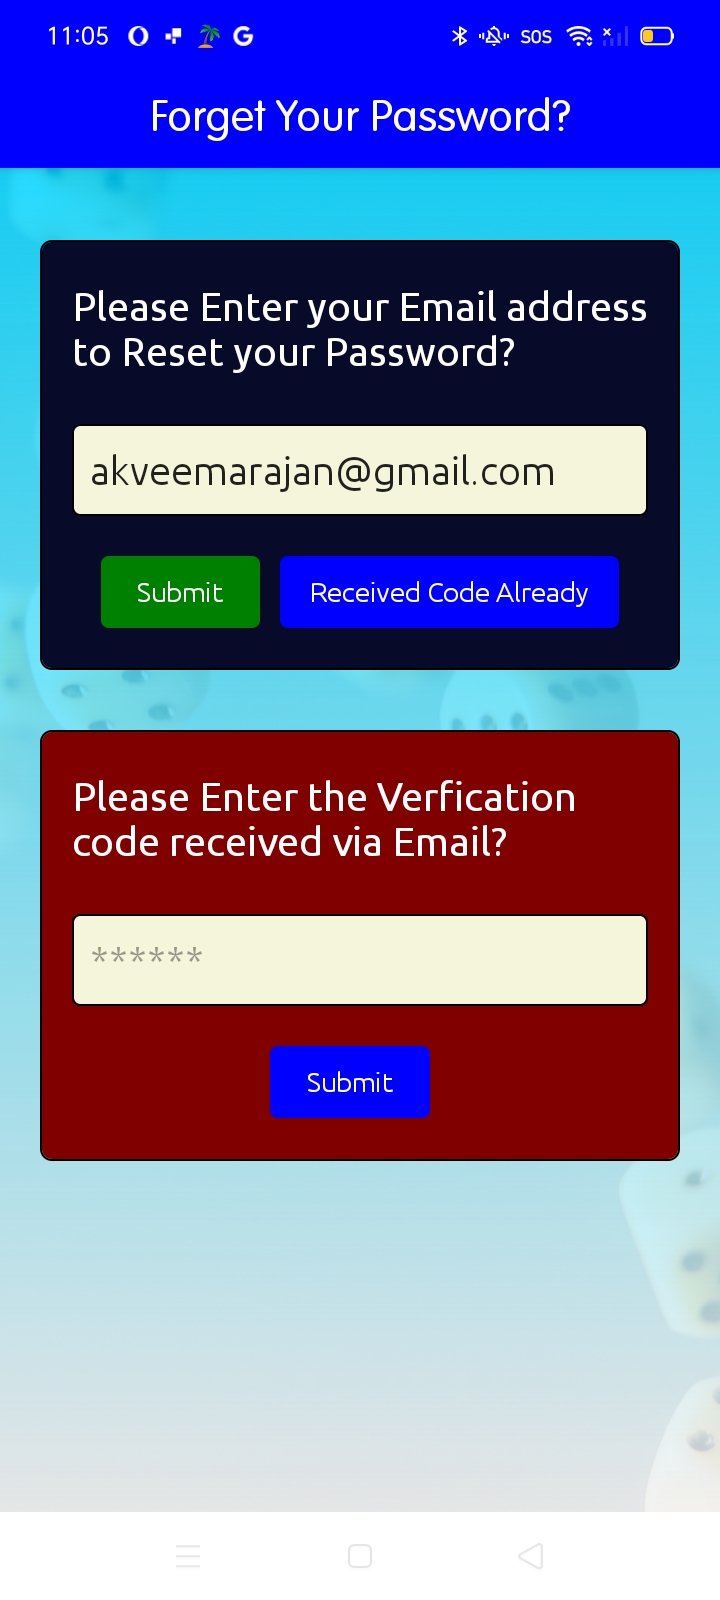 11:05 G SOS
Forget Your Password?
Please Enter your Email address
to Reset your Password?
akveemarajan@gmail.com
Submit Received Code Already
Please Enter the Verfication
code received via Email?
******
Submit